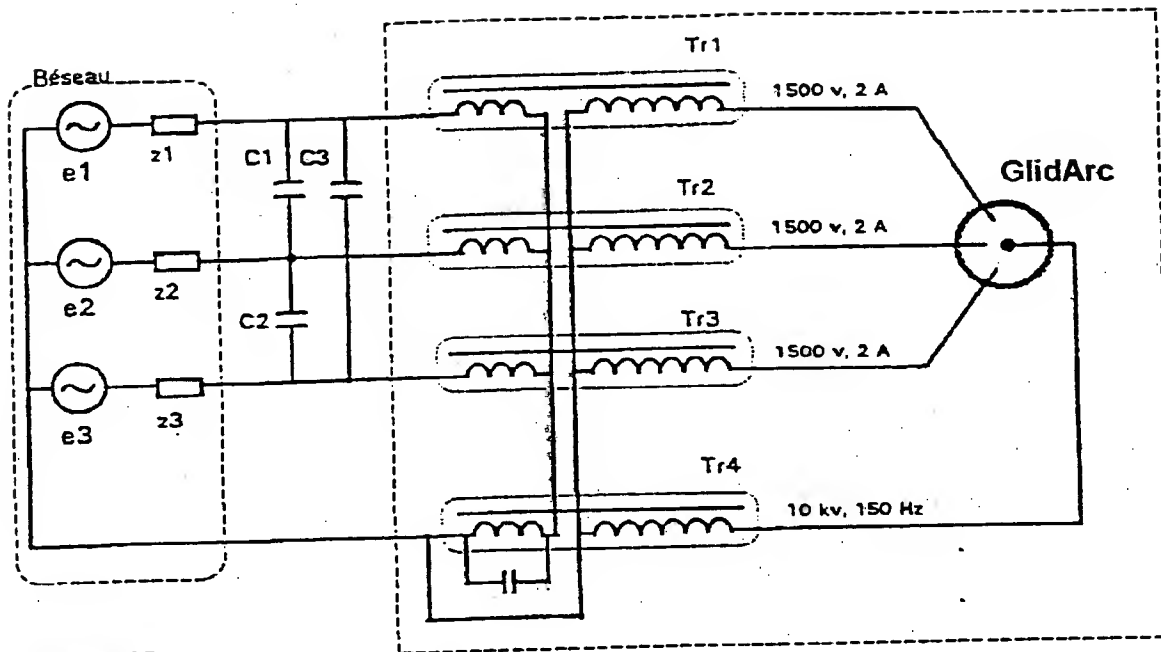 Tr1
Béseau
1500 v, 2 A
C1
C3
z1
e1
GlidArc
Tr2
1500 v, 2 A
z2
e2
C2
Tr3
1500 v, 2 A
z3
e3
Tr4
10 kv, 150 Hz